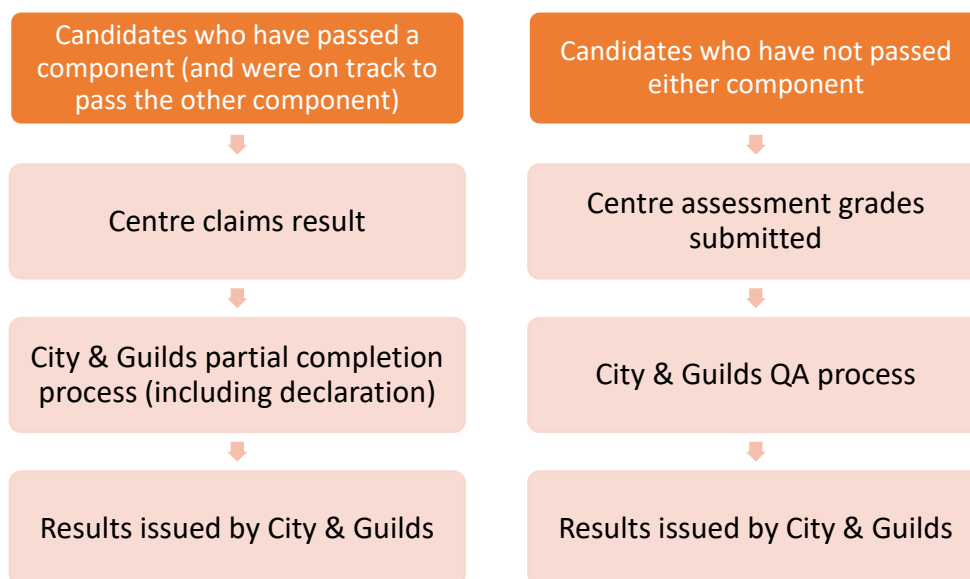 Candidates who have passed a
component (and were on track to
pass the other component)
Centre claims result
City & Guilds partial completion
process (including declaration)
Results issued by City & Guilds
Candidates who have not passed
either component
Centre assessment grades
submitted
City & Guilds QA process
Results issued by City & Guilds